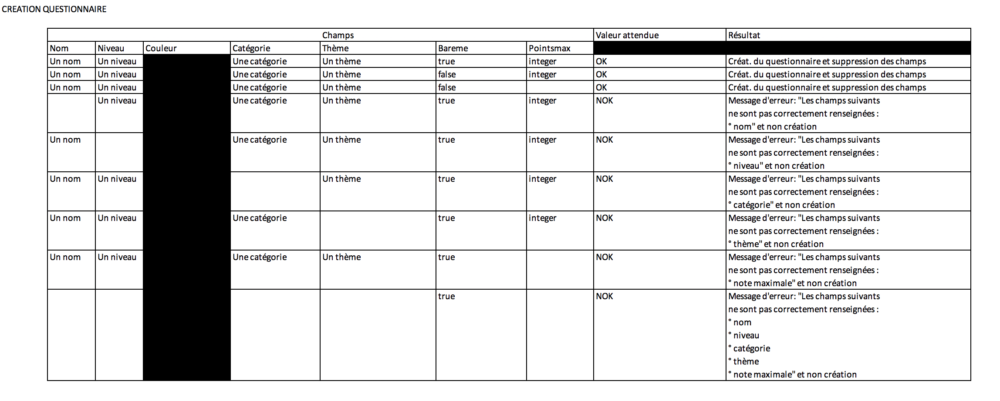 CREATION QUESTIONNAIRE
Champs Valeur attendue Résultat
Nom Niveau Couleur Catégorie Thème Bareme Pointsmax
Un nom Un niveau Une catégorie Un thème true integer OK Créat. du questionnaire et suppression des champs
Un nom Un niveau Une catégorie Un thème false integer OK Créat. du questionnaire et suppression des champs
Un nom Un niveau Une catégorie Un thème false OK Créat. du questionnaire et suppression des champs
Un niveau Une catégorie Un thème true integer NOK Message d'erreur: "Les champs suivants
ne sont pas correctement renseignées :
° nom" et non création
Un nom Une catégorie Un thème true integer NOK Message d'erreur: "Les champs suivants
ne sont pas correctement renseignées :
° niveau" et non création
Un nom Un niveau Un thème true integer NOK Message d'erreur: "Les champs suivants
ne sont pas correctement renseignées :
° catégorie" et non création
Un nom Un niveau Une catégorie true integer NOK Message d'erreur: "Les champs suivants
ne sont pas correctement renseignées :
° thème" et non création
Un nom Un niveau Une catégorie Un thème true NOK Message d'erreur: "Les champs suivants
ne sont pas correctement renseignées :
° note maximale" et non création
true NOK Message d'erreur: "Les champs suivants
ne sont pas correctement renseignées :
° nom
° niveau
° catégorie
° thème
° note maximale" et non création